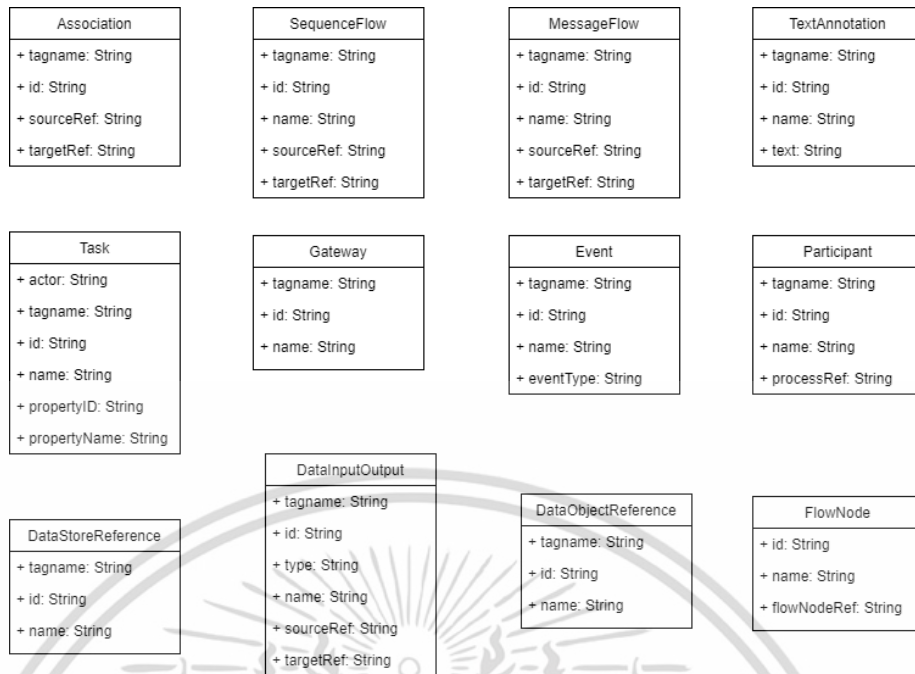 Association
+ tagname: String
+ id: String
+ sourceRef: String
+ targetRef: String
SequenceFlow
+ tagname: String
+ id: String
+ name: String
+ sourceRef: String
+ targetRef: String
MessageFlow
+ tagname: String
+ id: String
+ name: String
+ sourceRef: String
+ targetRef: String
TextAnnotation
+ tagname: String
+ id: String
+ name: String
+ text: String
Task
+ actor: String
+ tagname: String
+ id: String
+ name: String
+ propertyID: String
+ propertyName: String
Gateway
+ tagname: String
+ id: String
+ name: String
Event
+ tagname: String
+ id: String
+ name: String
+ eventType: String
Participant
+ tagname: String
+ id: String
+ name: String
+ processRef: String
DataStoreReference
+ tagname: String
+ id: String
+ name: String
DataInputOutput
+ tagname: String
+ id: String
+ type: String
+ name: String
+ sourceRef: String
+ targetRef: String
DataObjectReference
+ tagname: String
+ id: String
+ name: String
FlowNode
+ id: String
+ name: String
+ flowNodeRef: String